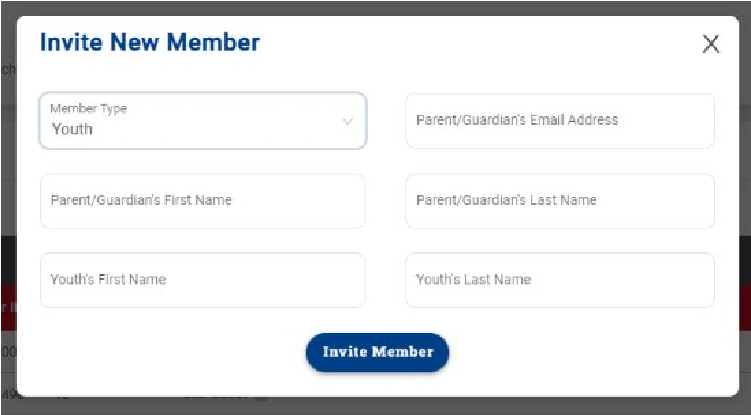 Invite New Member
Member Type
Youth
Parent/Guardian's Email Address
Parent/Guardian's First Name
Parent/Guardian's Last Name
Youth's First Name
Youth's Last Name
Invite Member